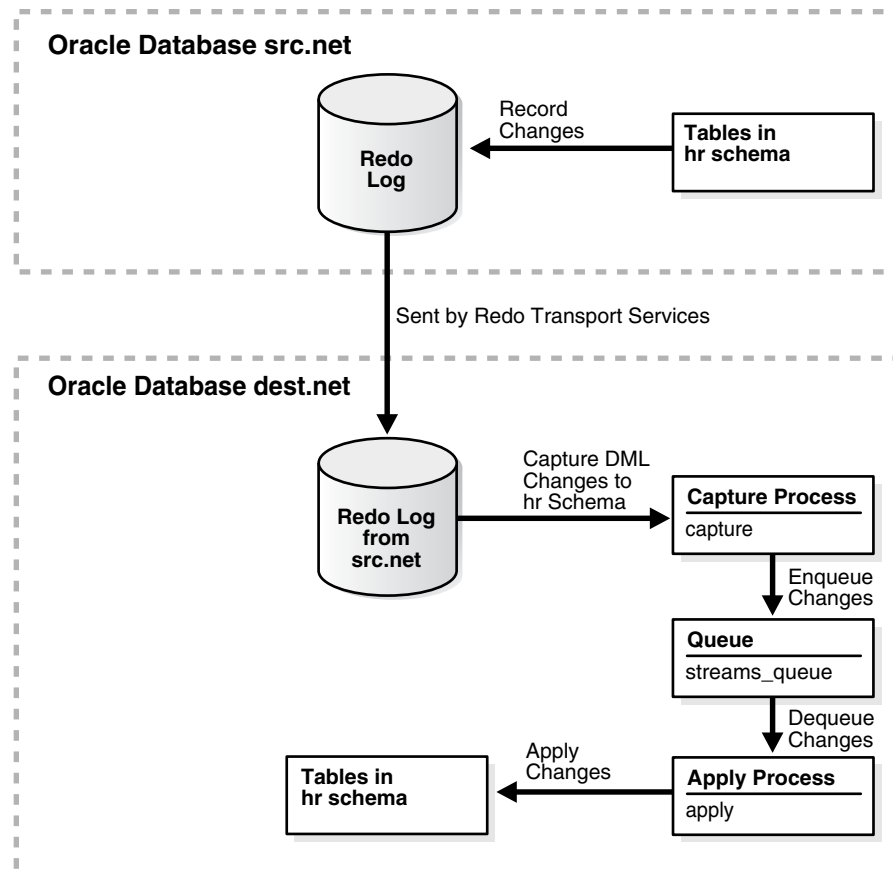 Oracle Database src.net
Record
Changes
Tables in
hr schema
Redo
Log
Sent by Redo Transport Services
Oracle Database dest.net
Capture DML
Changes to
hr Schema
Redo Log
from
src.net
Capture Process
capture
Enqueue
Changes
Queue
streams_queue
Dequeue
Changes
Apply Process
apply
Apply
Changes
Tables in
hr schema